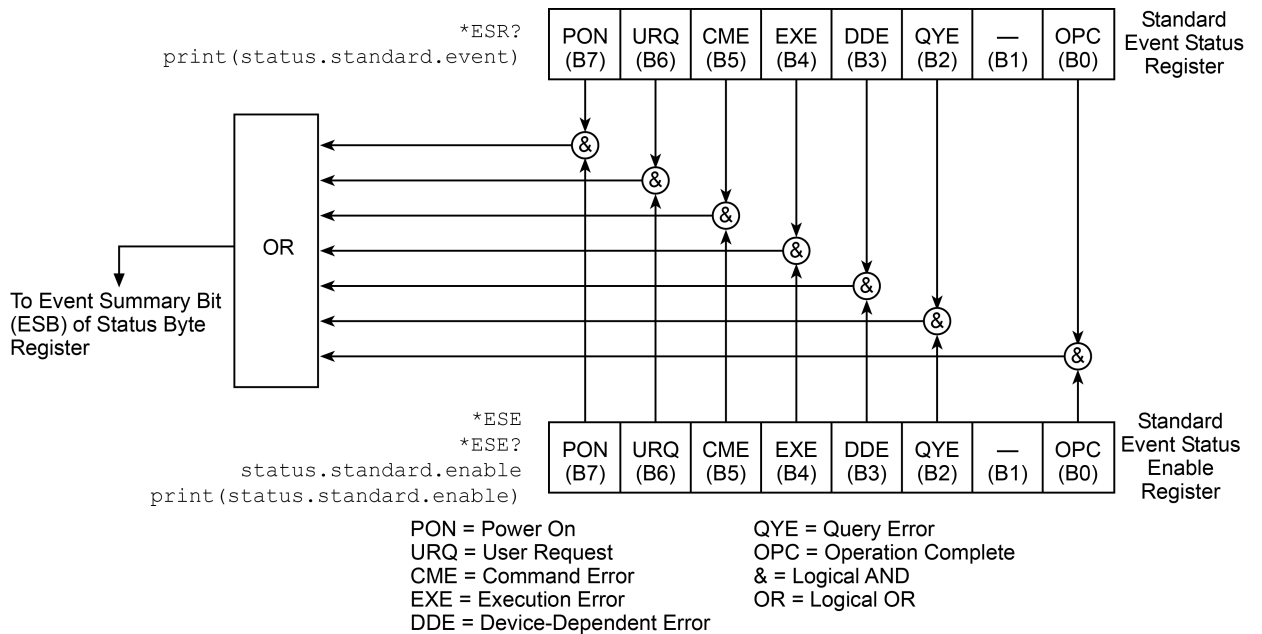 *ESR?
print(status.standard.event)
PON URQ CME EXE DDE QYE — OPC
(B7) (B6) (B5) (B4) (B3) (B2) (B1) (B0)
Standard
Event Status
Register
&
&
&
&
&
&
&
OR
To Event Summary Bit
(ESB) of Status Byte
Register
*ESE
*ESE?
status.standard.enable
print(status.standard.enable)
PON URQ CME EXE DDE QYE — OPC
(B7) (B6) (B5) (B4) (B3) (B2) (B1) (B0)
Standard
Event Status
Enable
Register
PON = Power On
URQ = User Request
CME = Command Error
EXE = Execution Error
DDE = Device-Dependent Error
QYE = Query Error
OPC = Operation Complete
& = Logical AND
OR = Logical OR